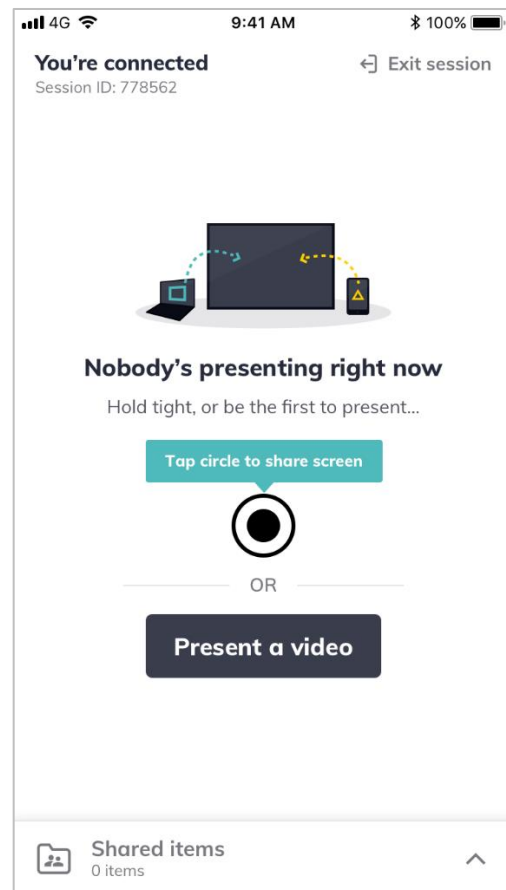 4G 9:41 AM 100%
You're connected
Exit session
Session ID: 778562
Nobody's presenting right now
Hold tight, or be the first to present...
Tap circle to share screen
OR
Present a video
Shared items
0 items